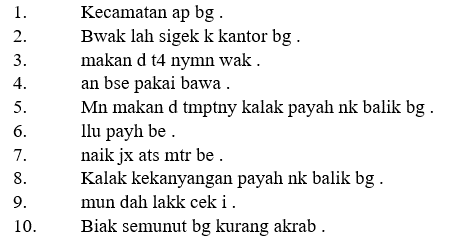 1. Kecamatan ap bg .
2. Bwak lah sigek k kantor bg .
3. makan d t4 nymn wak .
4. an bse pakai bawa .
5. Mn makan d tmptny kalak payah nk balik bg .
6. llu payh be .
7. naik jx ats mtr be .
8. Kalak kekanyangan payah nk balik bg .
9. mun dah lakk cek i .
10. Biak semunut bg kurang akrab .